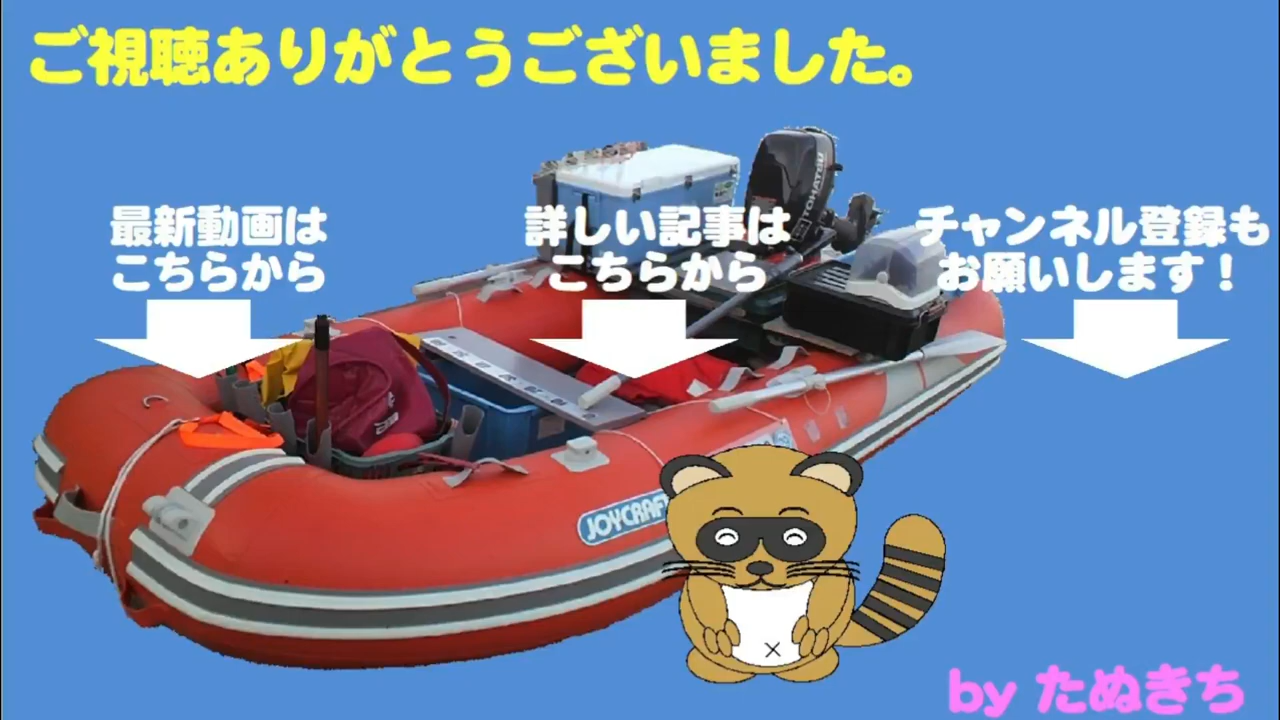 ご視聴ありがとうございました。
最新動画は
こちらから
詳しい記事は
こちらから
チャンネル登録も
お願いします！
TOHATSU
JOYCRAFT
by たぬきち